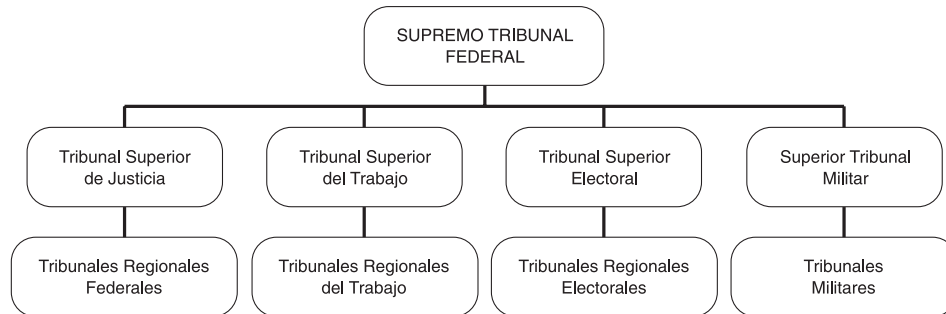 SUPREMO TRIBUNAL
FEDERAL
Tribunal Superior
de Justicia
Tribunal Superior
del Trabajo
Tribunal Superior
Electoral
Superior Tribunal
Militar
Tribunales Regionales
Federales
Tribunales Regionales
del Trabajo
Tribunales Regionales
Electorales
Tribunales
Militares